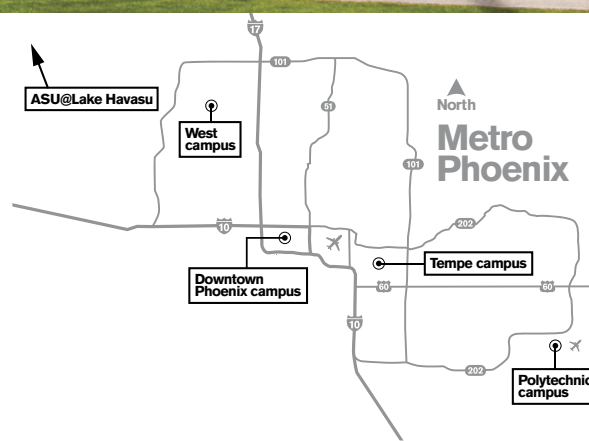 17
101
ASU@Lake Havasu
51
North
West
campus
Metro
Phoenix
101
10
202
Tempe campus
Downtown
Phoenix campus
60
60
10
202
Polytechnic
campus